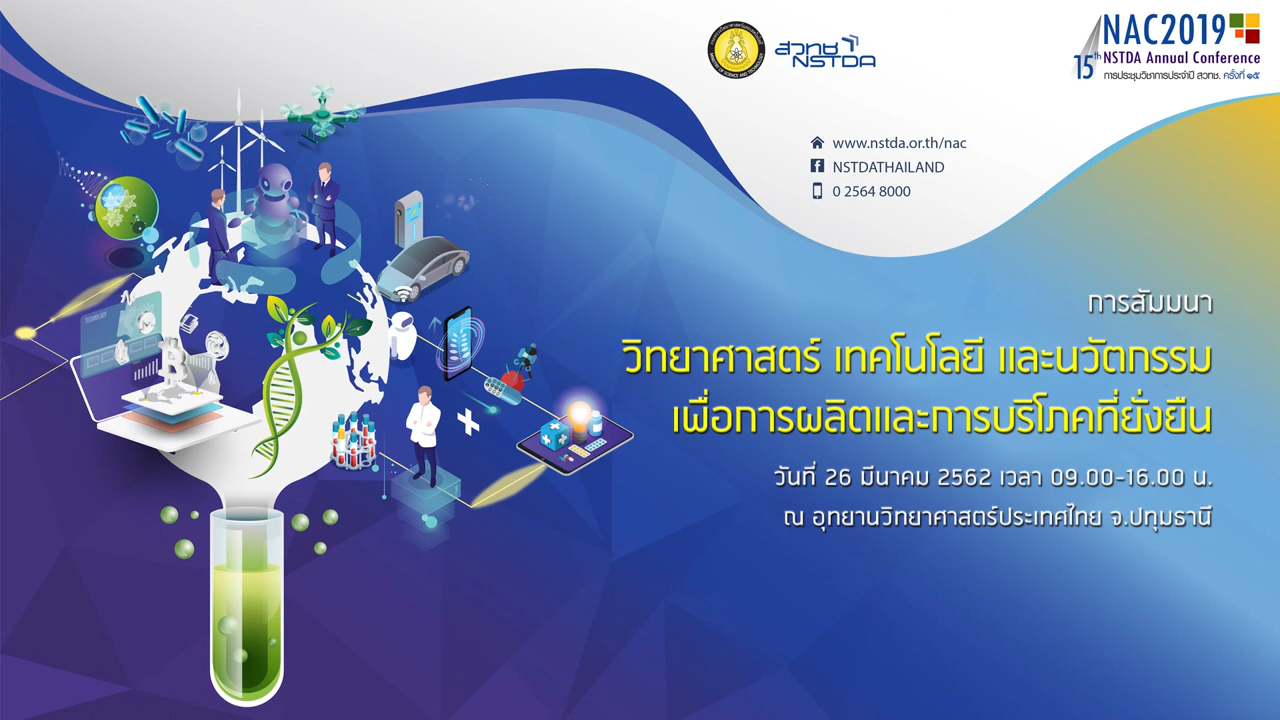 สวทช
NSTDA
NAC2019
15th NSTDA Annual Conference
การประชุมวิชาการประจำปี สวทช. ครั้งที่ ๑๕
www.nstda.or.th/nac
NSTDATHAILAND
0 2564 8000
การสัมมนา
วิทยาศาสตร์ เทคโนโลยี และนวัตกรรม
เพื่อการผลิตและการบริโภคที่ยั่งยืน
วันที่ 26 มีนาคม 2562 เวลา 09.00-16.00 น.
ณ อุทยานวิทยาศาสตร์ประเทศไทย จ.ปทุมธานี
TECHNOLOGY